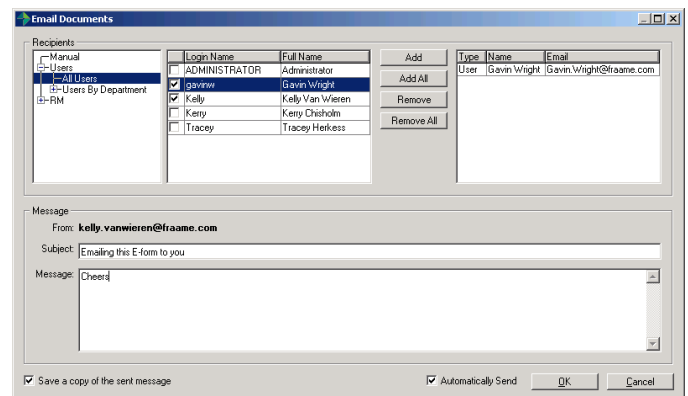 Email Documents
Recipients
Manual
Users
All Users
Users By Department
RM
Login Name Full Name
ADMINISTRATOR Administrator
gavinw Gavin Wright
Kelly Kelly Van Wieren
Kerry Kerry Chisholm
Tracey Tracey Herkess
Add
Add All
Remove
Remove All
Type Name Email
User Gavin Wright Gavin.Wright@fraame.com
Message
From: kelly.vanwieren@fraame.com
Subject: Emailing this E-form to you
Message: Cheers
Save a copy of the sent message
Automatically Send
OK
Cancel